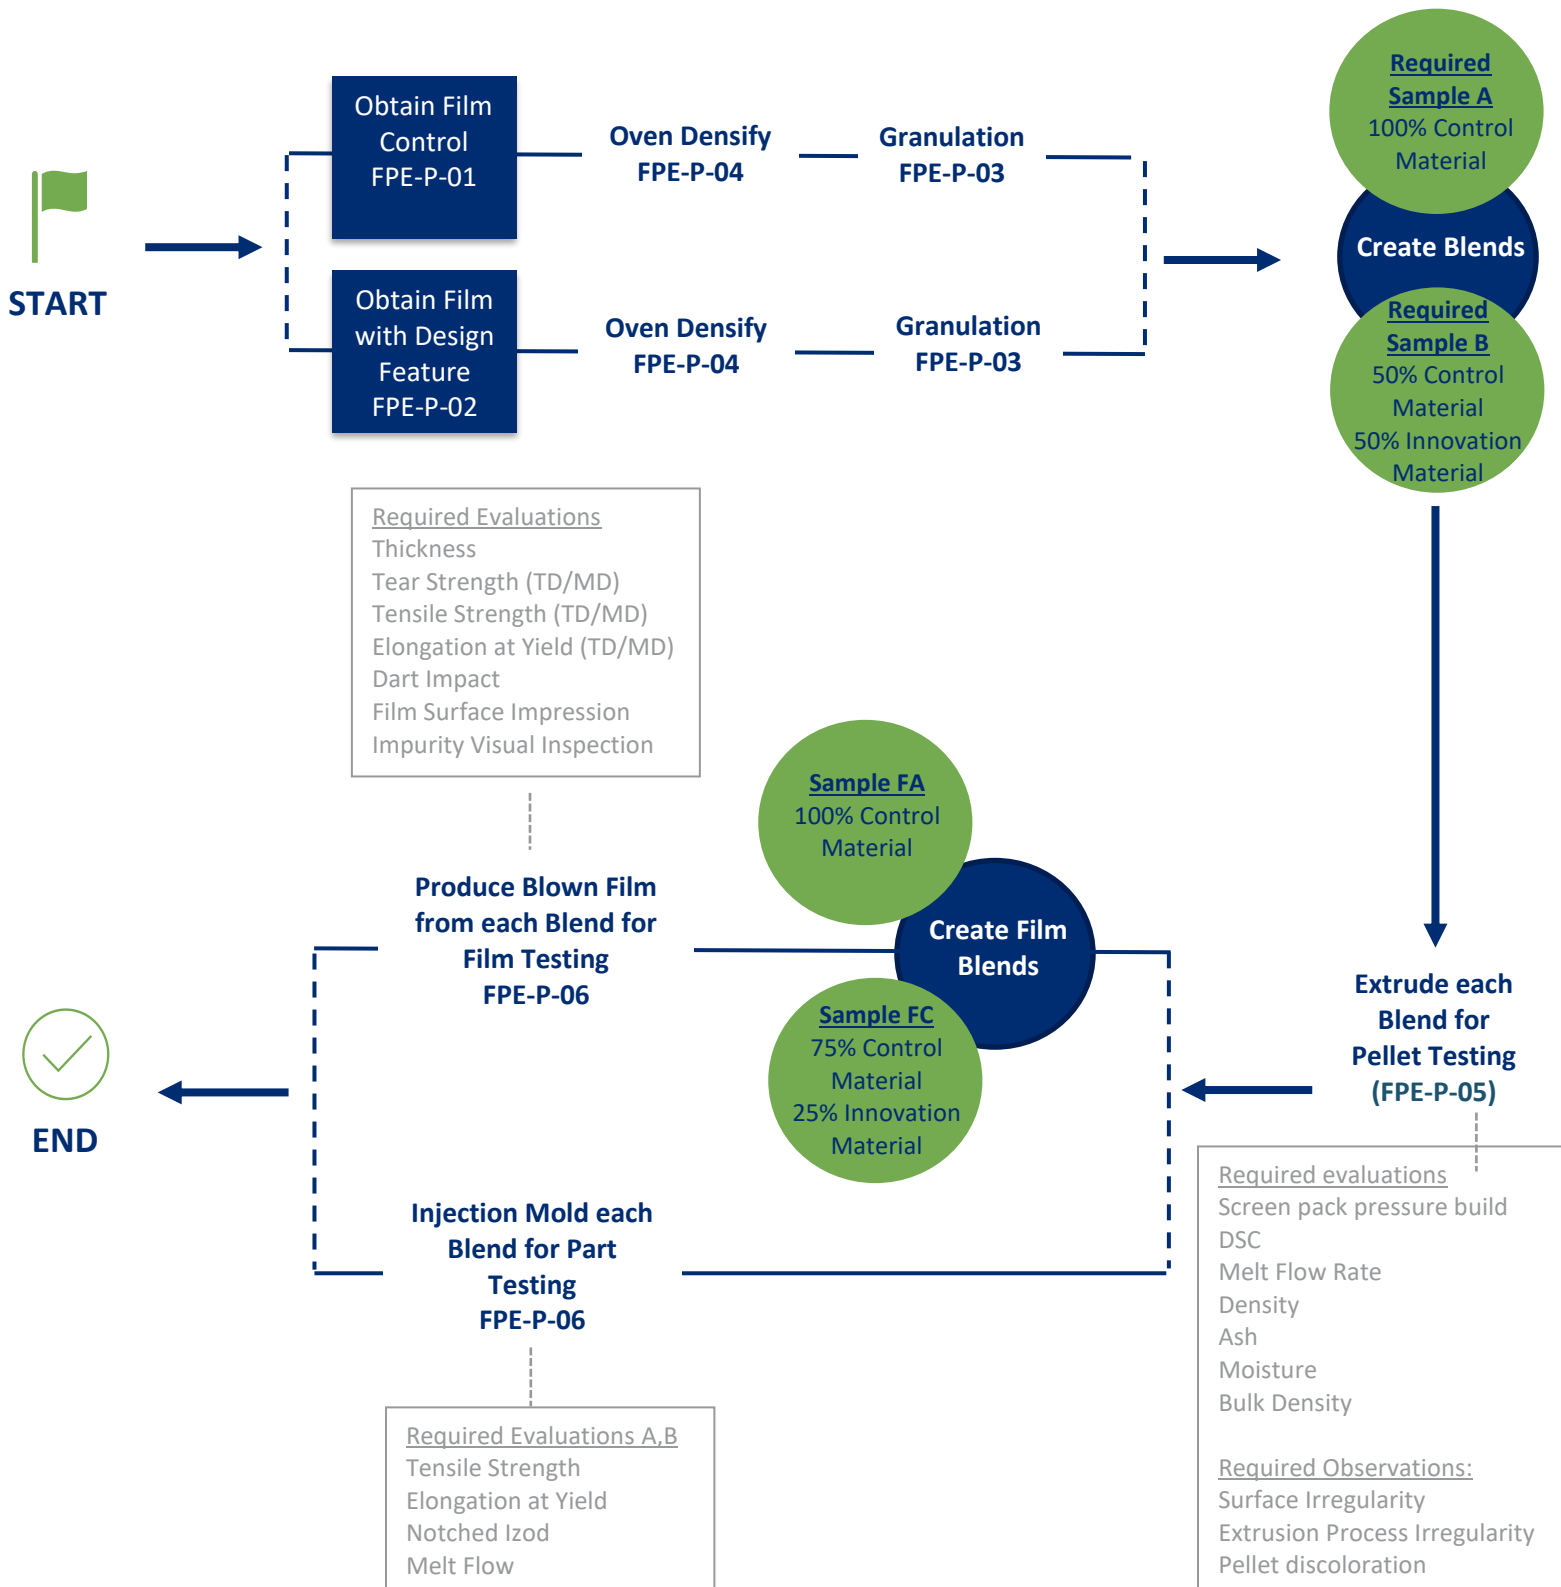 START
Obtain Film
Control
FPE-P-01
Oven Densify
FPE-P-04
Granulation
FPE-P-03
Obtain Film
with Design
Feature
FPE-P-02
Oven Densify
FPE-P-04
Granulation
FPE-P-03
Required
Sample A
100% Control
Material
Create Blends
Required
Sample B
50% Control
Material
50% Innovation
Material
Extrude each
Blend for
Pellet Testing
(FPE-P-05)
Required evaluations
Screen pack pressure build
DSC
Melt Flow Rate
Density
Ash
Moisture
Bulk Density
Required Observations:
Surface Irregularity
Extrusion Process Irregularity
Pellet discoloration
Sample FA
100% Control
Material
Create Film
Blends
Sample FC
75% Control
Material
25% Innovation
Material
Required Evaluations
Thickness
Tear Strength (TD/MD)
Tensile Strength (TD/MD)
Elongation at Yield (TD/MD)
Dart Impact
Film Surface Impression
Impurity Visual Inspection
Produce Blown Film
from each Blend for
Film Testing
FPE-P-06
Injection Mold each
Blend for Part
Testing
FPE-P-06
Required Evaluations A,B
Tensile Strength
Elongation at Yield
Notched Izod
Melt Flow
END